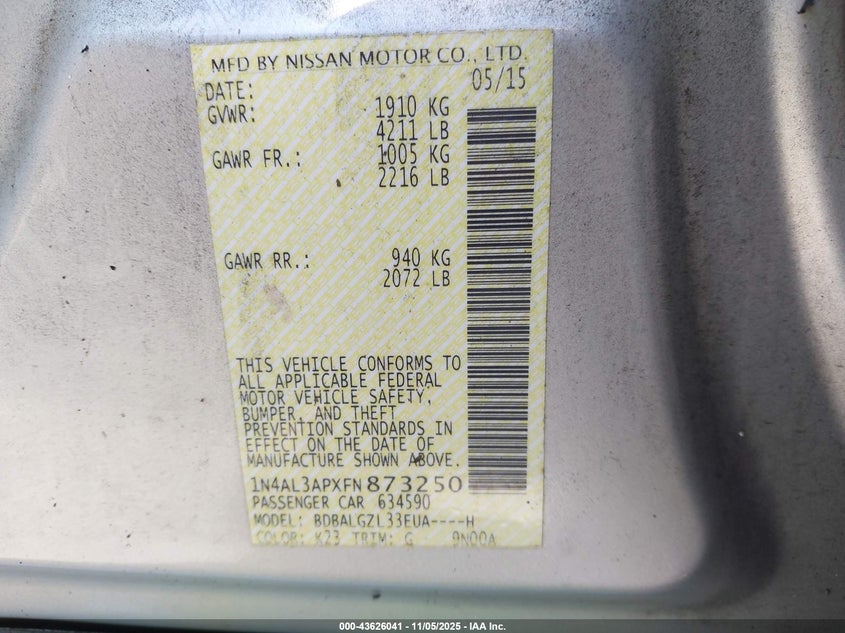 MFD BY NISSAN MOTOR CO., LTD.
DATE: 05/15
GVWR: 1910 KG
4211 LB
GAWR FR.: 1005 KG
2216 LB
GAWR RR.: 940 KG
2072 LB
THIS VEHICLE CONFORMS TO
ALL APPLICABLE FEDERAL
MOTOR VEHICLE SAFETY,
BUMPER, AND THEFT
PREVENTION STANDARDS IN
EFFECT ON THE DATE OF
MANUFACTURE SHOWN ABOVE.
1N4AL3APXFN873250
PASSENGER CAR 634590
MODEL: BDBALGZL33EUA----H
COLOR: K23 TRIM: G 9N00A
000-43626041 - 11/05/2025 - IAA Inc.